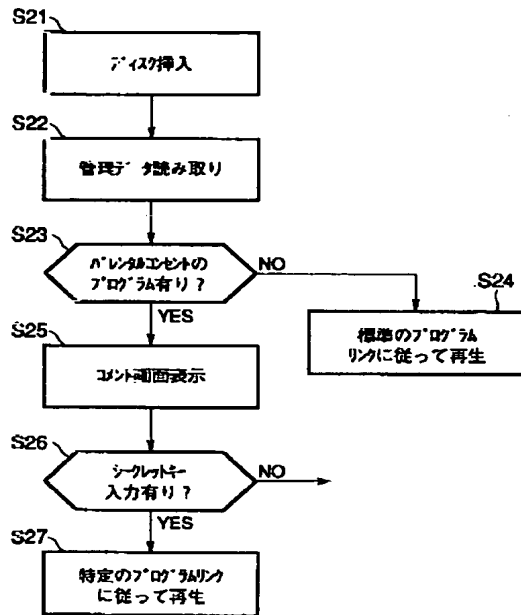 S21
ディスク挿入
S22
管理データ読み取り
S23
パレンタルコンセントの
プログラム有り?
NO
YES
S24
標準のプログラム
リンクに従って再生
S25
コメント画面表示
S26
シークレットキー
入力有り?
NO
YES
S27
特定のプログラムリンク
に従って再生